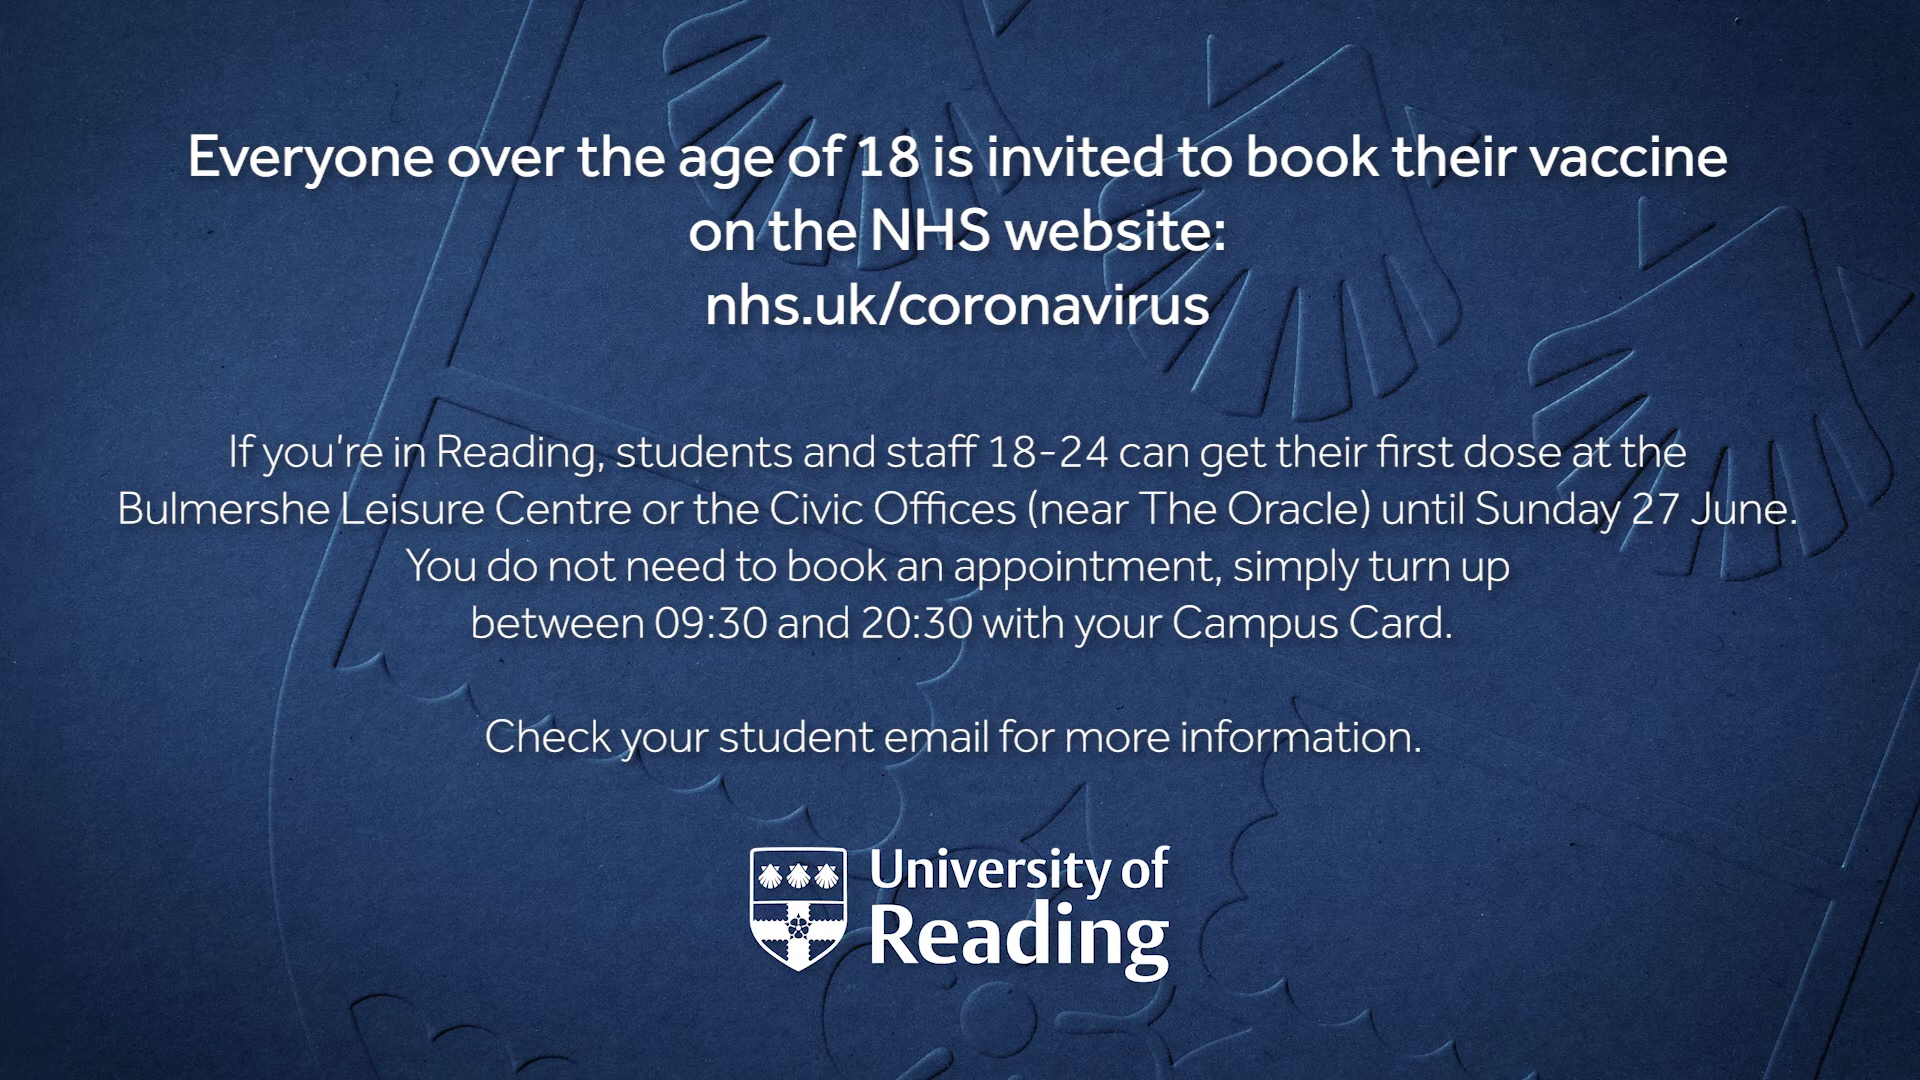 Everyone over the age of 18 is invited to book their vaccine
on the NHS website:
nhs.uk/coronavirus
If you're in Reading, students and staff 18-24 can get their first dose at the
Bulmershe Leisure Centre or the Civic Offices (near The Oracle) until Sunday 27 June.
You do not need to book an appointment, simply turn up
between 09:30 and 20:30 with your Campus Card.
Check your student email for more information.
University of
Reading